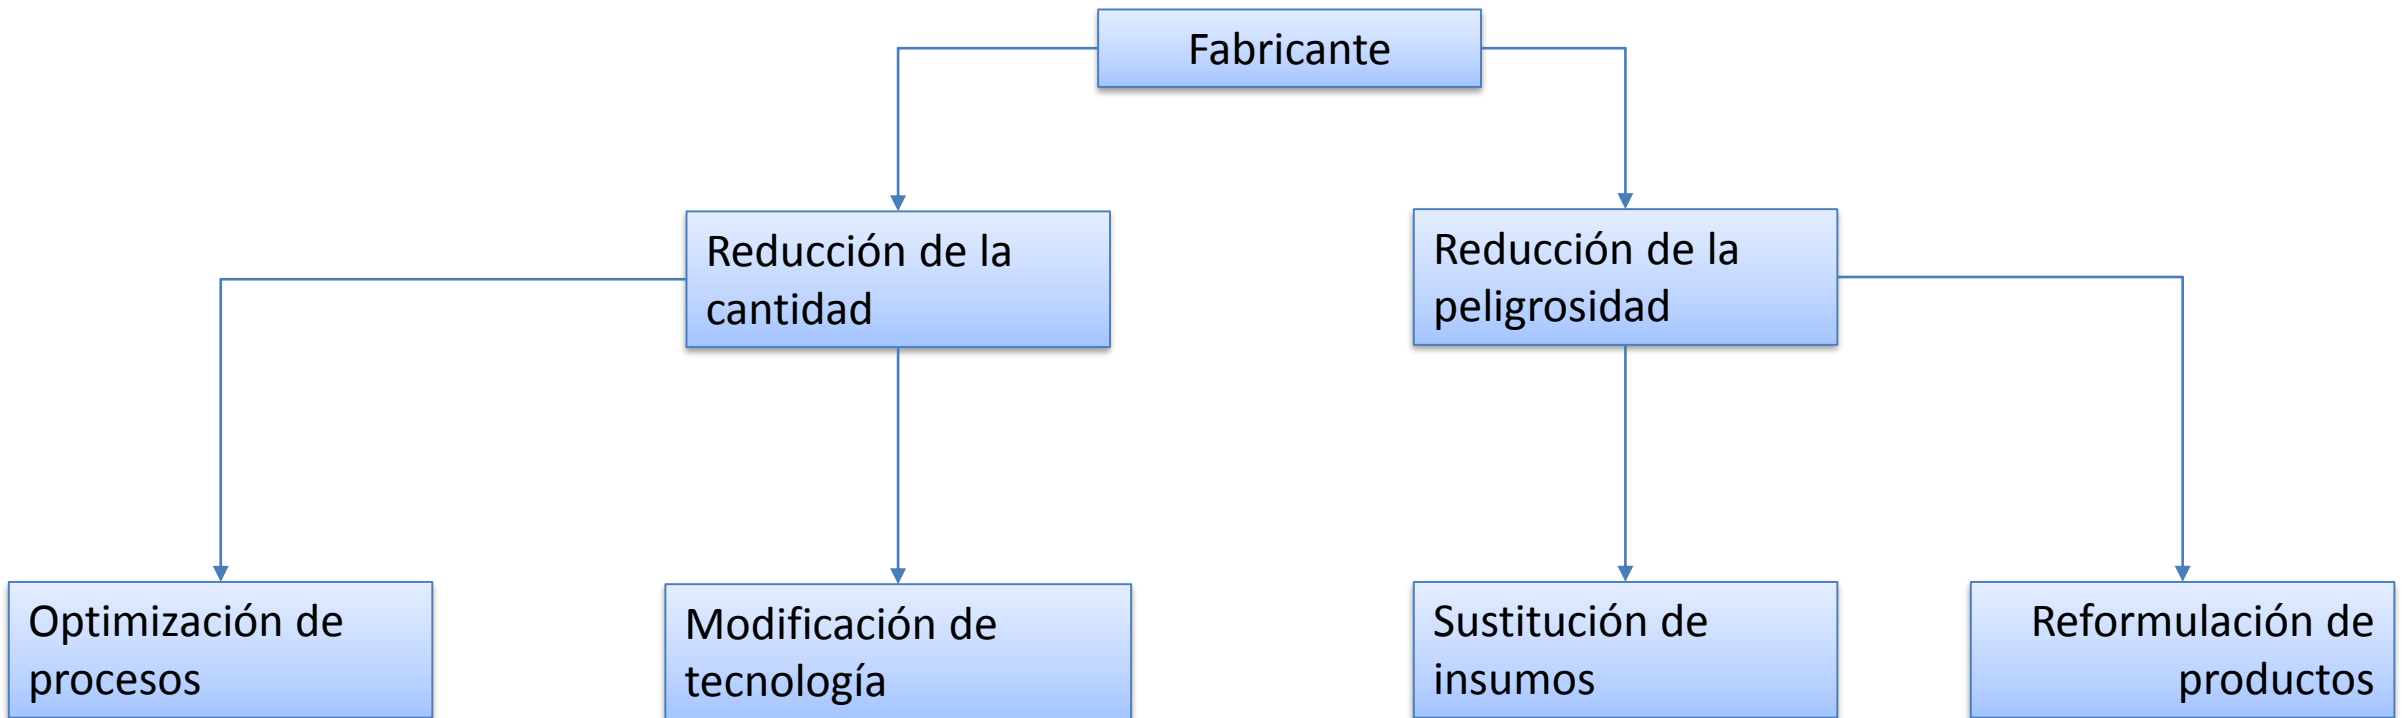 Fabricante
Reducción de la
cantidad
Reducción de la
peligrosidad
Optimización de
procesos
Modificación de
tecnología
Sustitución de
insumos
Reformulación de
productos